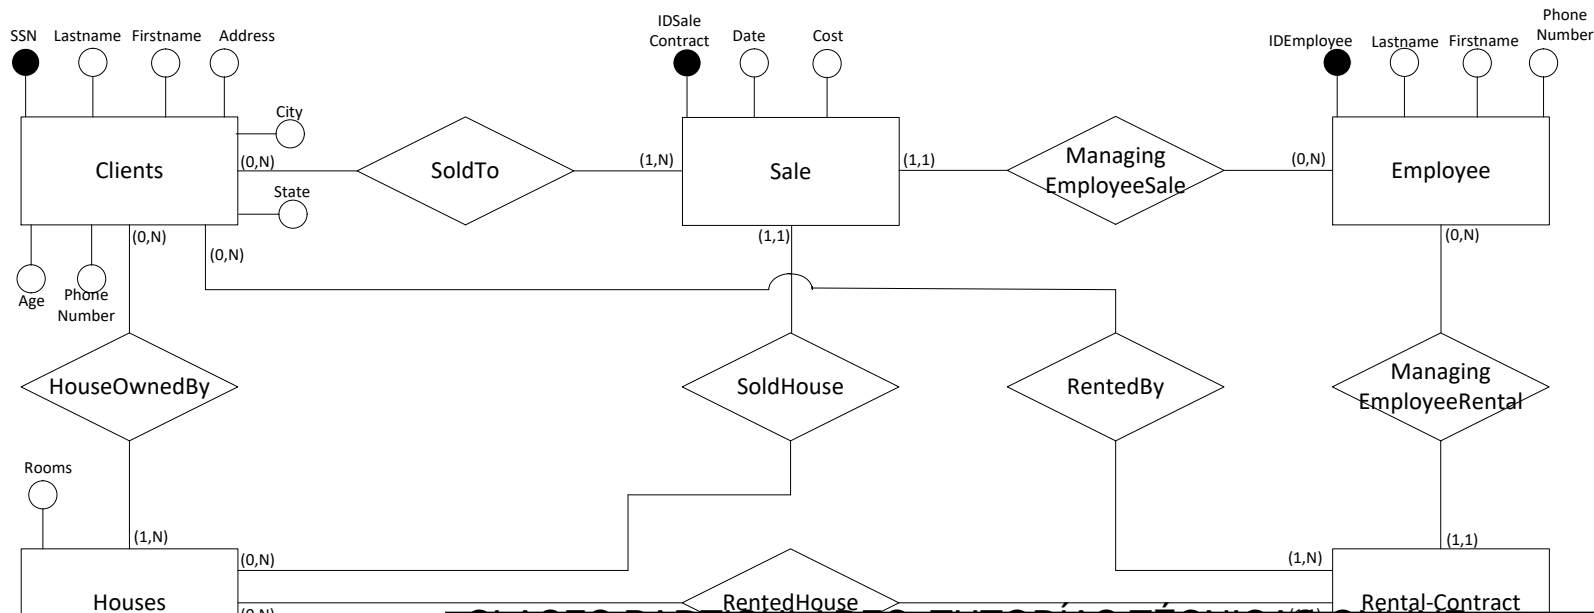 SSN
Lastname
Firstname
Address
IDSale
Contract
Date
Cost
IDEmployee
Lastname
Firstname
Phone
Number
City
Clients
(0,N)
SoldTo
(1,N)
Sale
(1,1)
Managing
EmployeeSale
(0,N)
Employee
State
(0,N)
(0,N)
(1,1)
(0,N)
Age
Phone
Number
HouseOwnedBy
SoldHouse
RentedBy
Managing
EmployeeRental
Rooms
(1,N)
(0,N)
(1,N)
(1,1)
Houses
(0,N)
RentedHouse
Rental-Contract